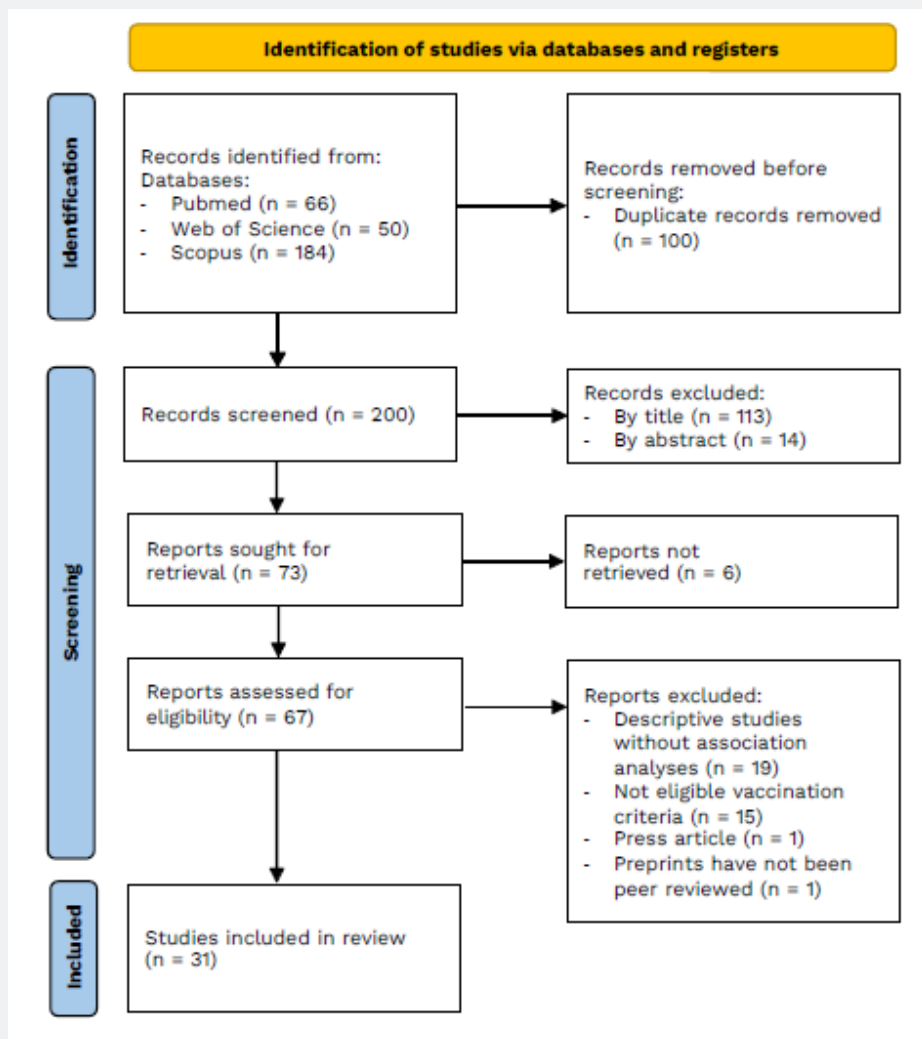 Identification of studies via databases and registers
Identification
Records identified from:
Databases:
- Pubmed (n = 66)
- Web of Science (n = 50)
- Scopus (n = 184)
Records removed before
screening:
- Duplicate records removed
(n = 100)
Screening
Records screened (n = 200)
Records excluded:
- By title (n = 113)
- By abstract (n = 14)
Reports sought for
retrieval (n = 73)
Reports not
retrieved (n = 6)
Reports assessed for
eligibility (n = 67)
Reports excluded:
- Descriptive studies
without association
analyses (n = 19)
- Not eligible vaccination
criteria (n = 15)
- Press article (n = 1)
- Preprints have not been
peer reviewed (n = 1)
Included
Studies included in review
(n = 31)